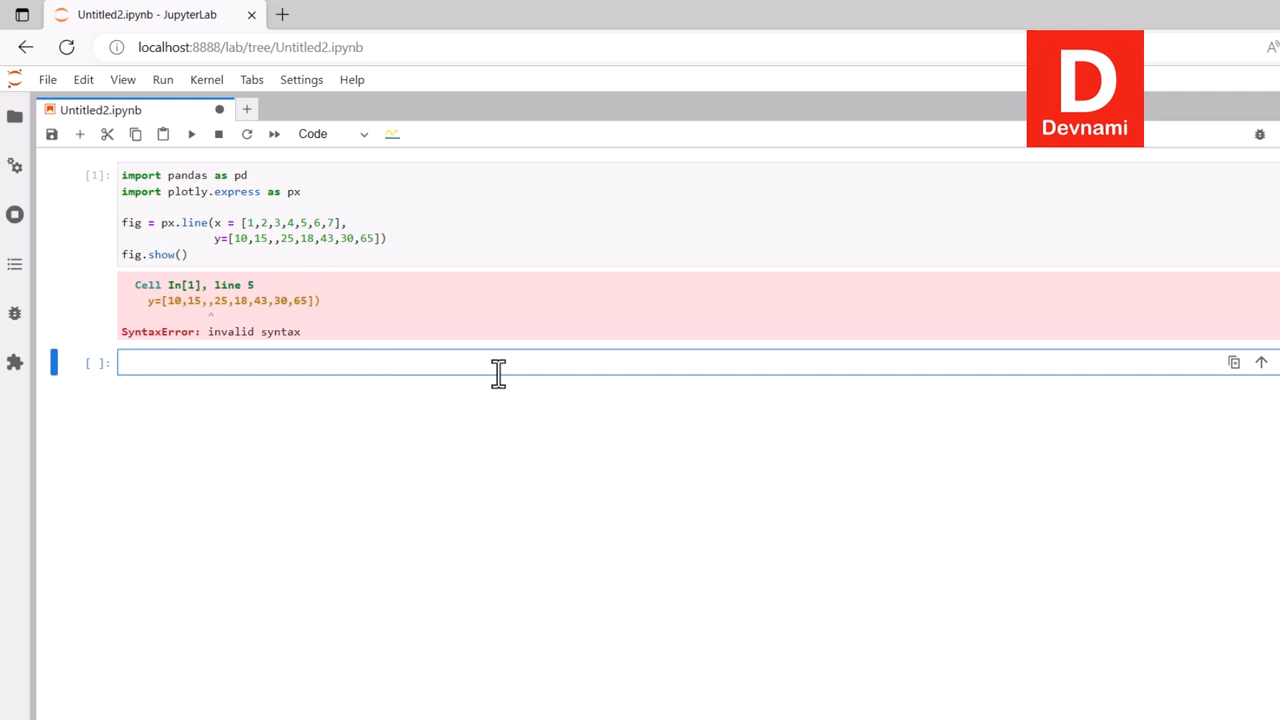 Untitled2.ipynb - JupyterLab
localhost:8888/lab/tree/Untitled2.ipynb
A
D
Devnami
File Edit View Run Kernel Tabs Settings Help
Untitled2.ipynb
Code
[1]:
import pandas as pd
import plotly.express as px
fig = px.line(x = [1,2,3,4,5,6,7],
y=[10,15,,25,18,43,30,65])
fig.show()
Cell In[1], line 5
y=[10,15,,25,18,43,30,65])
^
SyntaxError: invalid syntax
[ ]: